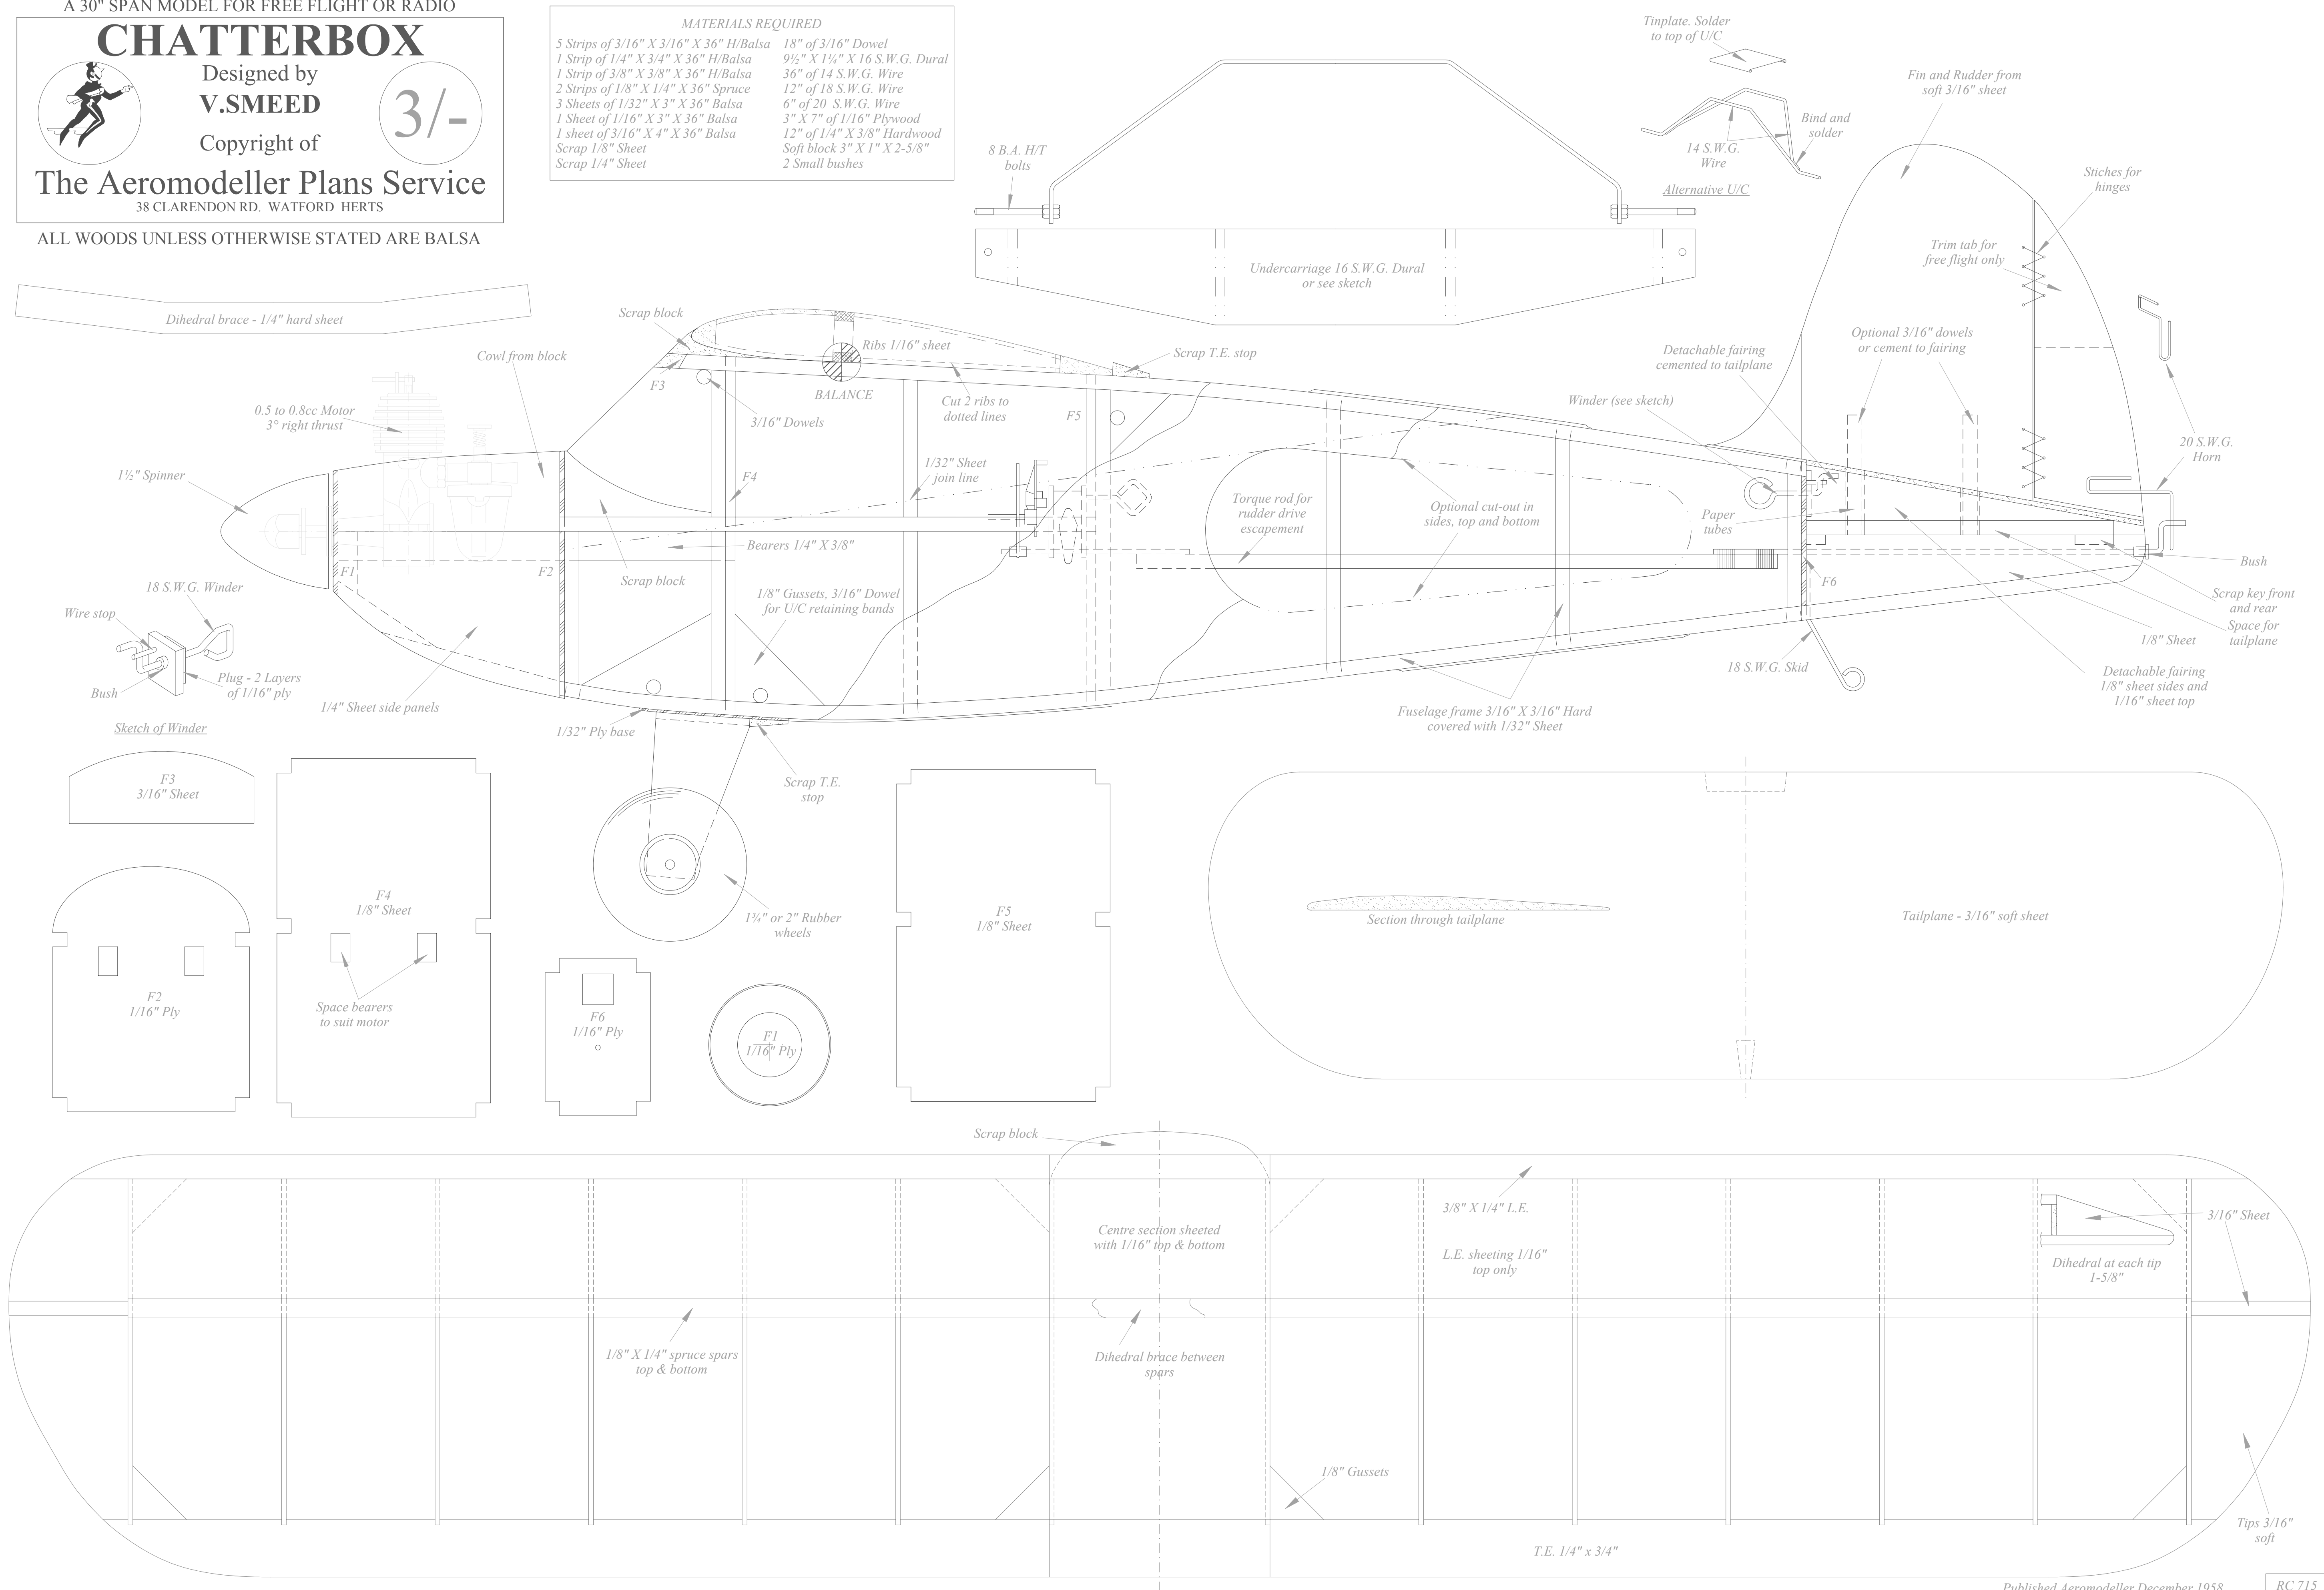 A 30" SPAN MODEL FOR FREE FLIGHT OR RADIO
CHATTERBOX
Designed by
V.SMEED
3/-
Copyright of
The Aeromodeller Plans Service
38 CLARENDON RD. WATFORD HERTS
ALL WOODS UNLESS OTHERWISE STATED ARE BALSA
MATERIALS REQUIRED
5 Strips of 3/16" X 3/16" X 36" H/Balsa
1 Strip of 1/4" X 3/4" X 36" H/Balsa
1 Strip of 3/8" X 3/8" X 36" H/Balsa
2 Strips of 1/8" X 1/4" X 36" Spruce
3 Sheets of 1/32" X 3" X 36" Balsa
1 Sheet of 1/16" X 3" X 36" Balsa
1 sheet of 3/16" X 4" X 36" Balsa
Scrap 1/8" Sheet
Scrap 1/4" Sheet
18" of 3/16" Dowel
9½" X 1¼" X 16 S.W.G. Dural
36" of 14 S.W.G. Wire
12" of 18 S.W.G. Wire
6" of 20 S.W.G. Wire
3" X 7" of 1/16" Plywood
12" of 1/4" X 3/8" Hardwood
Soft block 3" X 1" X 2-5/8"
2 Small bushes
8 B.A. H/T
bolts
Undercarriage 16 S.W.G. Dural
or see sketch
Tinplate. Solder
to top of U/C
Bind and
solder
14 S.W.G.
Wire
Alternative U/C
Fin and Rudder from
soft 3/16" sheet
Stiches for
hinges
Trim tab for
free flight only
Optional 3/16" dowels
or cement to fairing
Detachable fairing
cemented to tailplane
Winder (see sketch)
20 S.W.G.
Horn
Paper
tubes
Bush
F6
Scrap key front
and rear
Space for
tailplane
1/8" Sheet
Detachable fairing
1/8" sheet sides and
1/16" sheet top
18 S.W.G. Skid
Dihedral brace - 1/4" hard sheet
Scrap block
Cowl from block
Ribs 1/16" sheet
Scrap T.E. stop
F3
BALANCE
Cut 2 ribs to
dotted lines
F5
3/16" Dowels
0.5 to 0.8cc Motor
3° right thrust
1½" Spinner
F4
1/32" Sheet
join line
Torque rod for
rudder drive
escapement
Optional cut-out in
sides, top and bottom
Bearers 1/4" X 3/8"
F1
F2
Scrap block
1/8" Gussets, 3/16" Dowel
for U/C retaining bands
18 S.W.G. Winder
Wire stop
Bush
Plug - 2 Layers
of 1/16" ply
Sketch of Winder
1/4" Sheet side panels
1/32" Ply base
Fuselage frame 3/16" X 3/16" Hard
covered with 1/32" Sheet
Scrap T.E.
stop
1¾" or 2" Rubber
wheels
F3
3/16" Sheet
F4
1/8" Sheet
Space bearers
to suit motor
F2
1/16" Ply
F6
1/16" Ply
F1
1/16" Ply
F5
1/8" Sheet
Section through tailplane
Tailplane - 3/16" soft sheet
Scrap block
Centre section sheeted
with 1/16" top & bottom
3/8" X 1/4" L.E.
L.E. sheeting 1/16"
top only
3/16" Sheet
Dihedral at each tip
1-5/8"
1/8" X 1/4" spruce spars
top & bottom
Dihedral brace between
spars
1/8" Gussets
Tips 3/16"
soft
T.E. 1/4" x 3/4"
Published Aeromodeller December 1958
RC 715